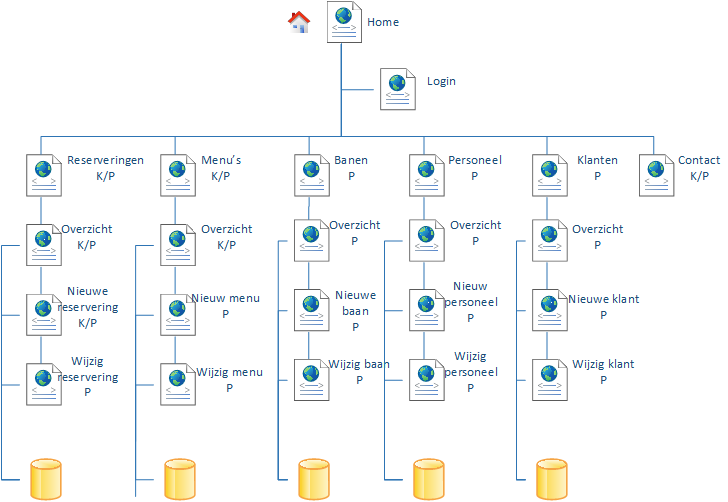 Home
Login
Reserveringen
K/P
Menu's
K/P
Banen
P
Personeel
P
Klanten
P
Contact
K/P
Overzicht
K/P
Overzicht
K/P
Overzicht
P
Overzicht
P
Overzicht
P
Nieuwe
reservering
K/P
Nieuw menu
P
Nieuwe
baan
P
Nieuw
personeel
P
Nieuwe klant
P
Wijzig
reservering
P
Wijzig menu
P
Wijzig baan
P
Wijzig
personeel
P
Wijzig klant
P